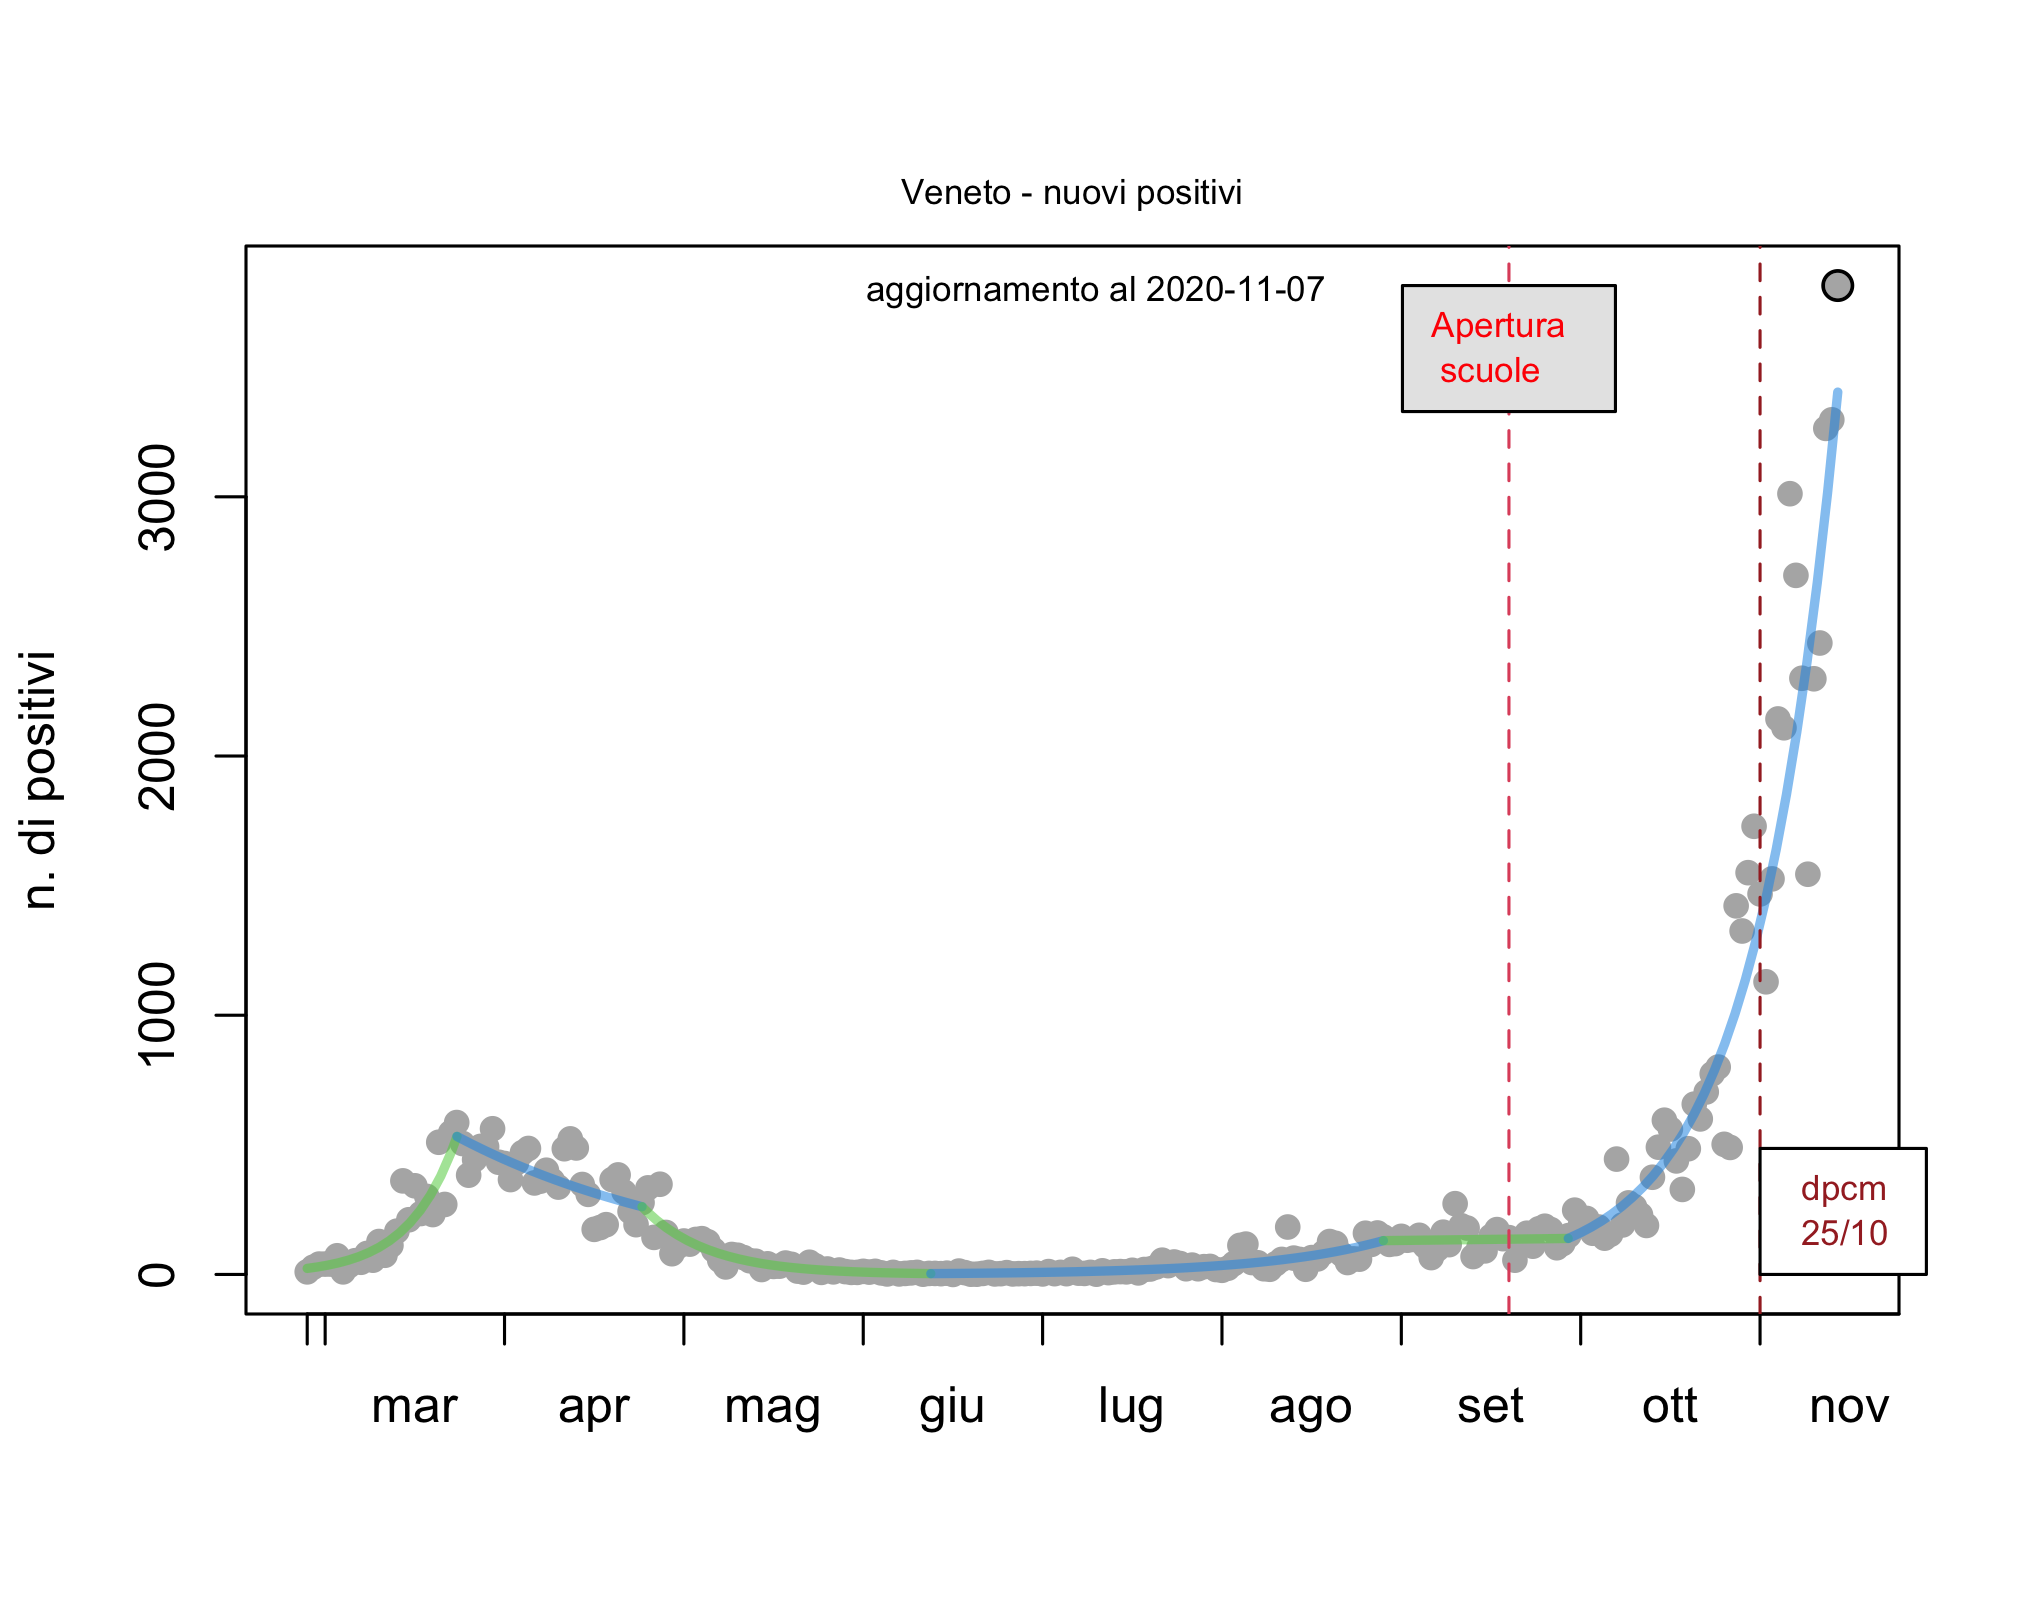 Veneto - nuovi positivi
aggiornamento al 2020-11-07
Apertura
scuole
n. di positivi
3000
2000
1000
0
dpcm
25/10
mar apr mag giu lug ago set ott nov